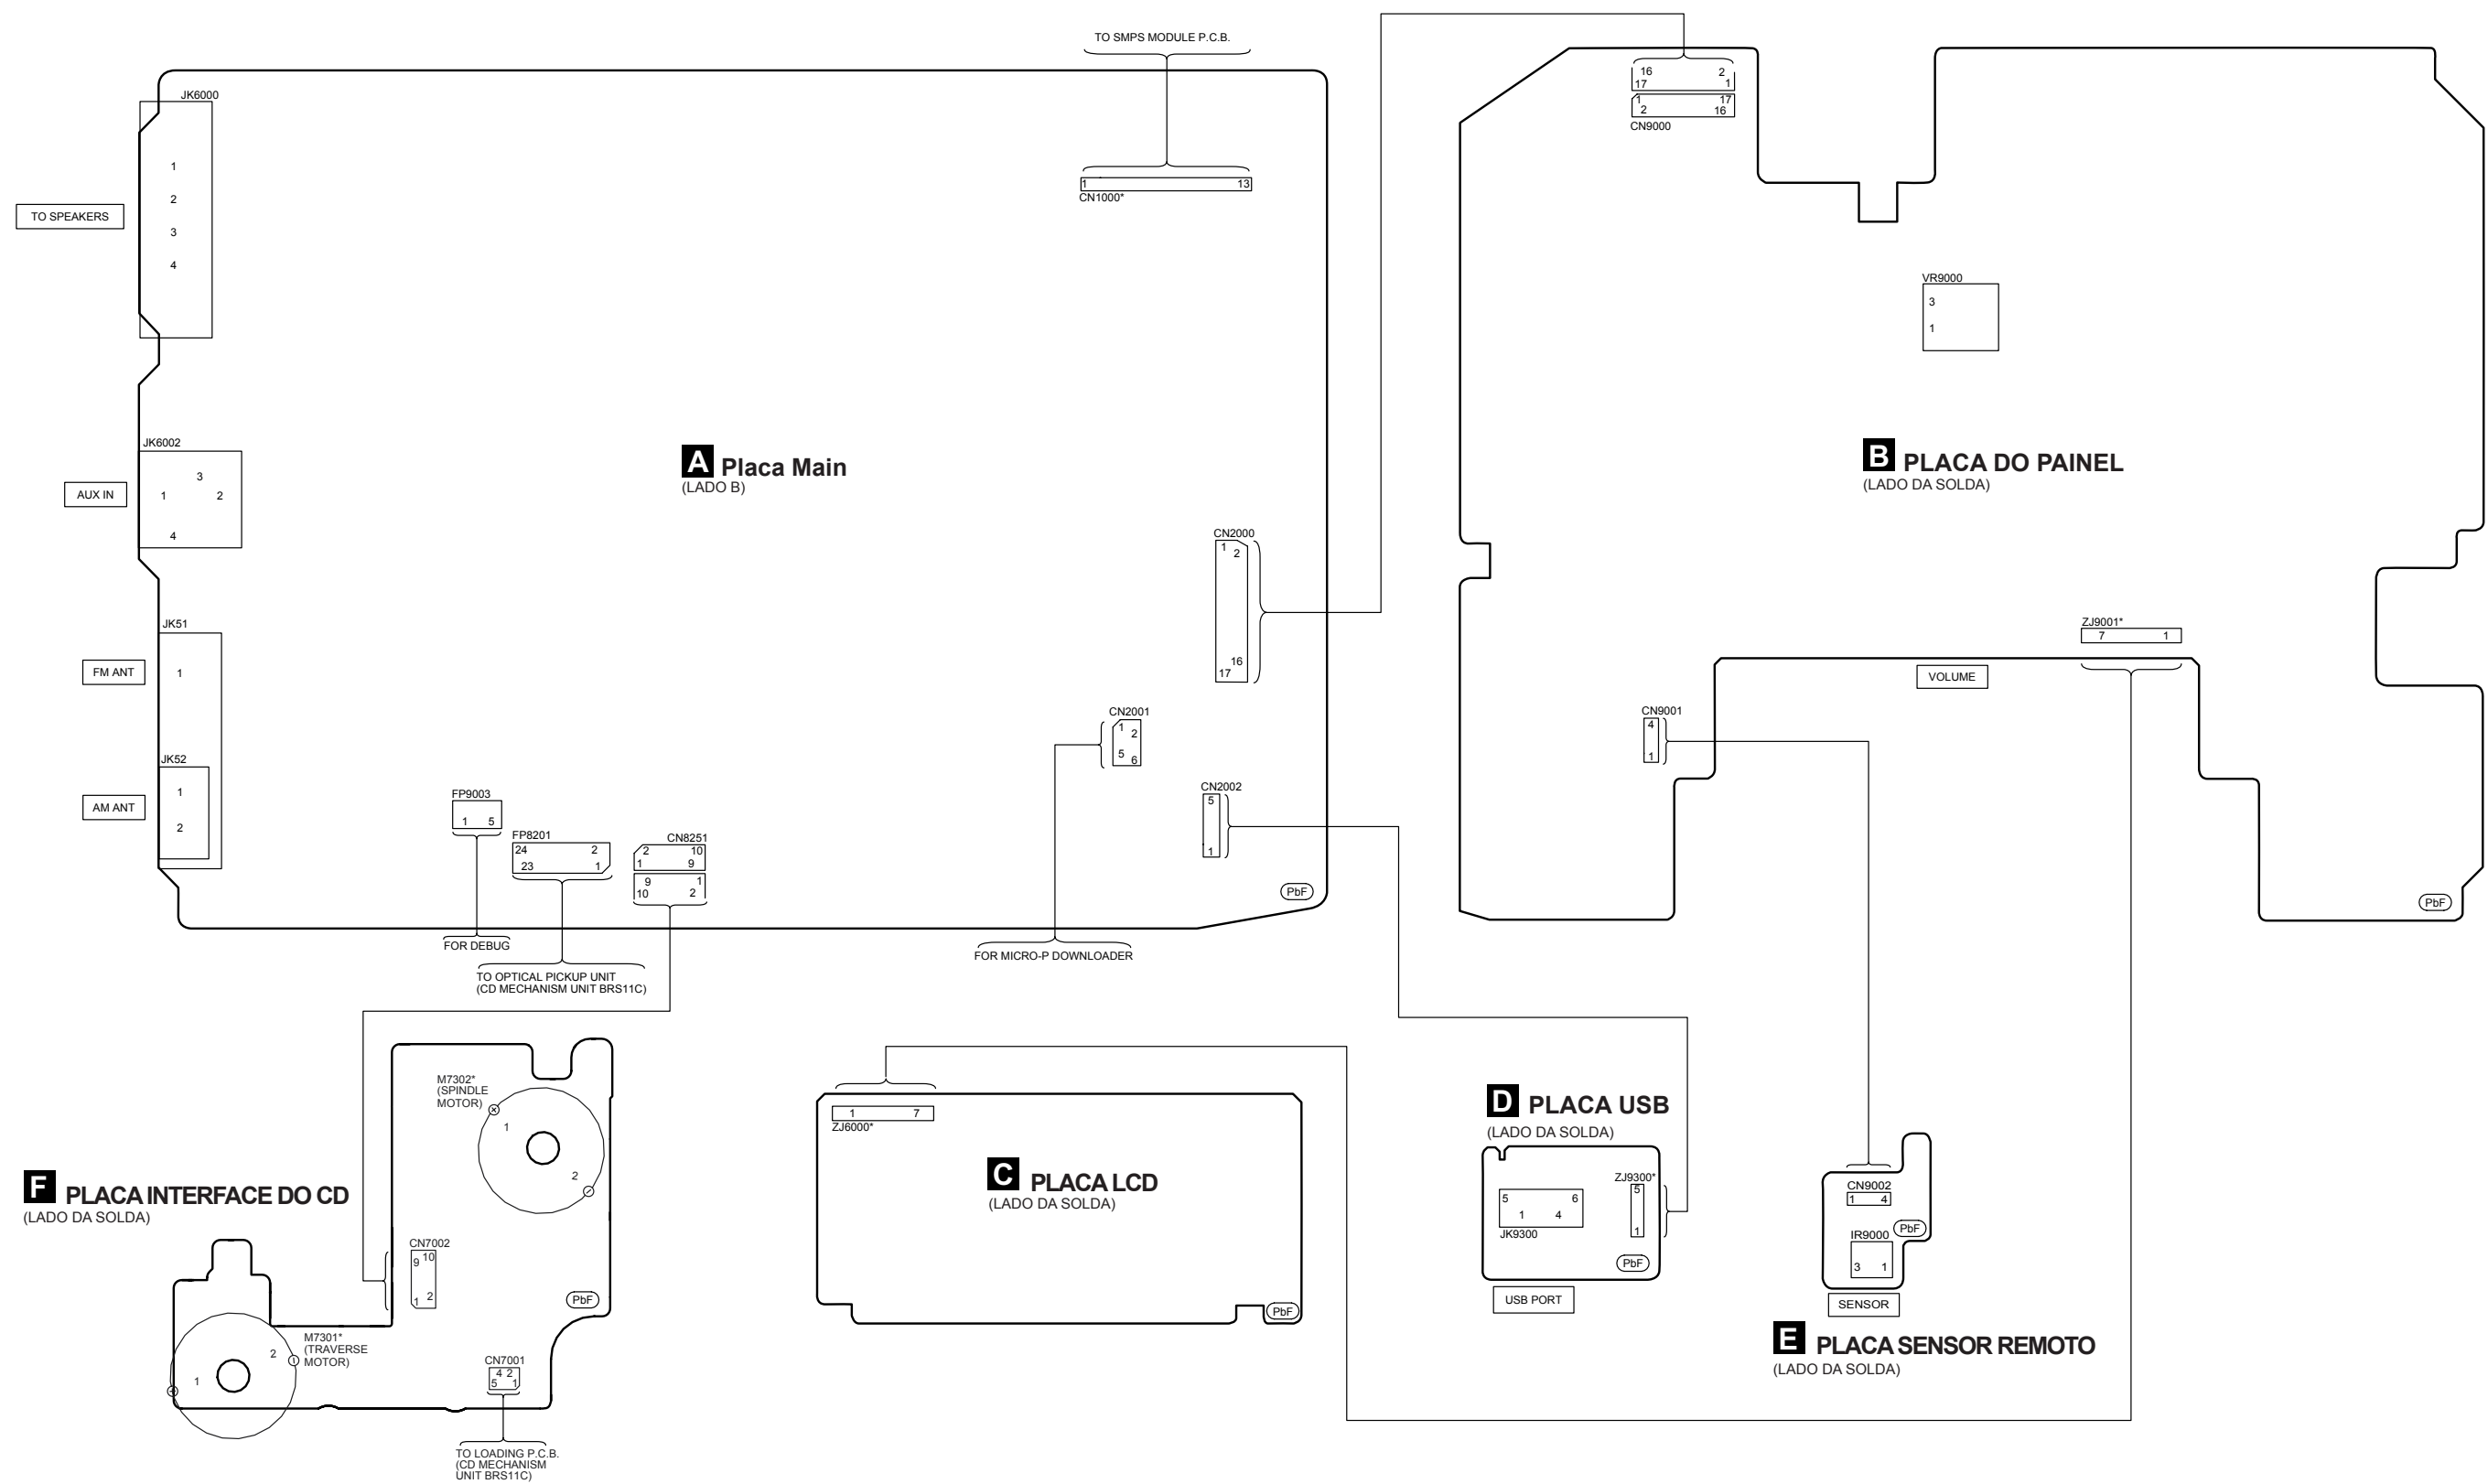 TO SMPS MODULE P.C.B.
1 13
CN1000*
JK6000
1
2
3
4
TO SPEAKERS
JK6002
3
1 2
4
AUX IN
A Placa Main
(LADO B)
JK51
1
FM ANT
JK52
1
2
AM ANT
CN2000
1 2
16
17
CN2001
1 2
5 6
FOR MICRO-P DOWNLOADER
CN2002
5
1
FP9003
1 5
FOR DEBUG
FP8201
24 2
23 1
TO OPTICAL PICKUP UNIT
(CD MECHANISM UNIT BRS11C)
CN8251
2 10
1 9
9 1
10 2
PbF
16 2
17 1
1 17
2 16
CN9000
VR9000
3
1
B PLACA DO PAINEL
(LADO DA SOLDA)
ZJ9001*
7 1
VOLUME
CN9001
4
1
PbF
F PLACA INTERFACE DO CD
(LADO DA SOLDA)
M7302*
(SPINDLE
MOTOR)
1
2
CN7002
9 10
1 2
PbF
M7301*
(TRAVERSE
MOTOR)
2
1
CN7001
4 2
5 1
TO LOADING P.C.B.
(CD MECHANISM
UNIT BRS11C)
1 7
ZJ6000*
C PLACA LCD
(LADO DA SOLDA)
PbF
D PLACA USB
(LADO DA SOLDA)
ZJ9300*
5
1
5 6
1 4
JK9300
PbF
USB PORT
CN9002
1 4
PbF
IR9000
3 1
SENSOR
E PLACA SENSOR REMOTO
(LADO DA SOLDA)